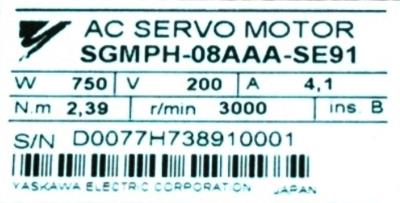 AC SERVO MOTOR
SGMPH-08AAA-SE91
W 750 V 200 A 4,1
N.m 2,39 r/min 3000 ins. B
S/N D0077H738910001
YASKAWA ELECTRIC CORPORATION JAPAN